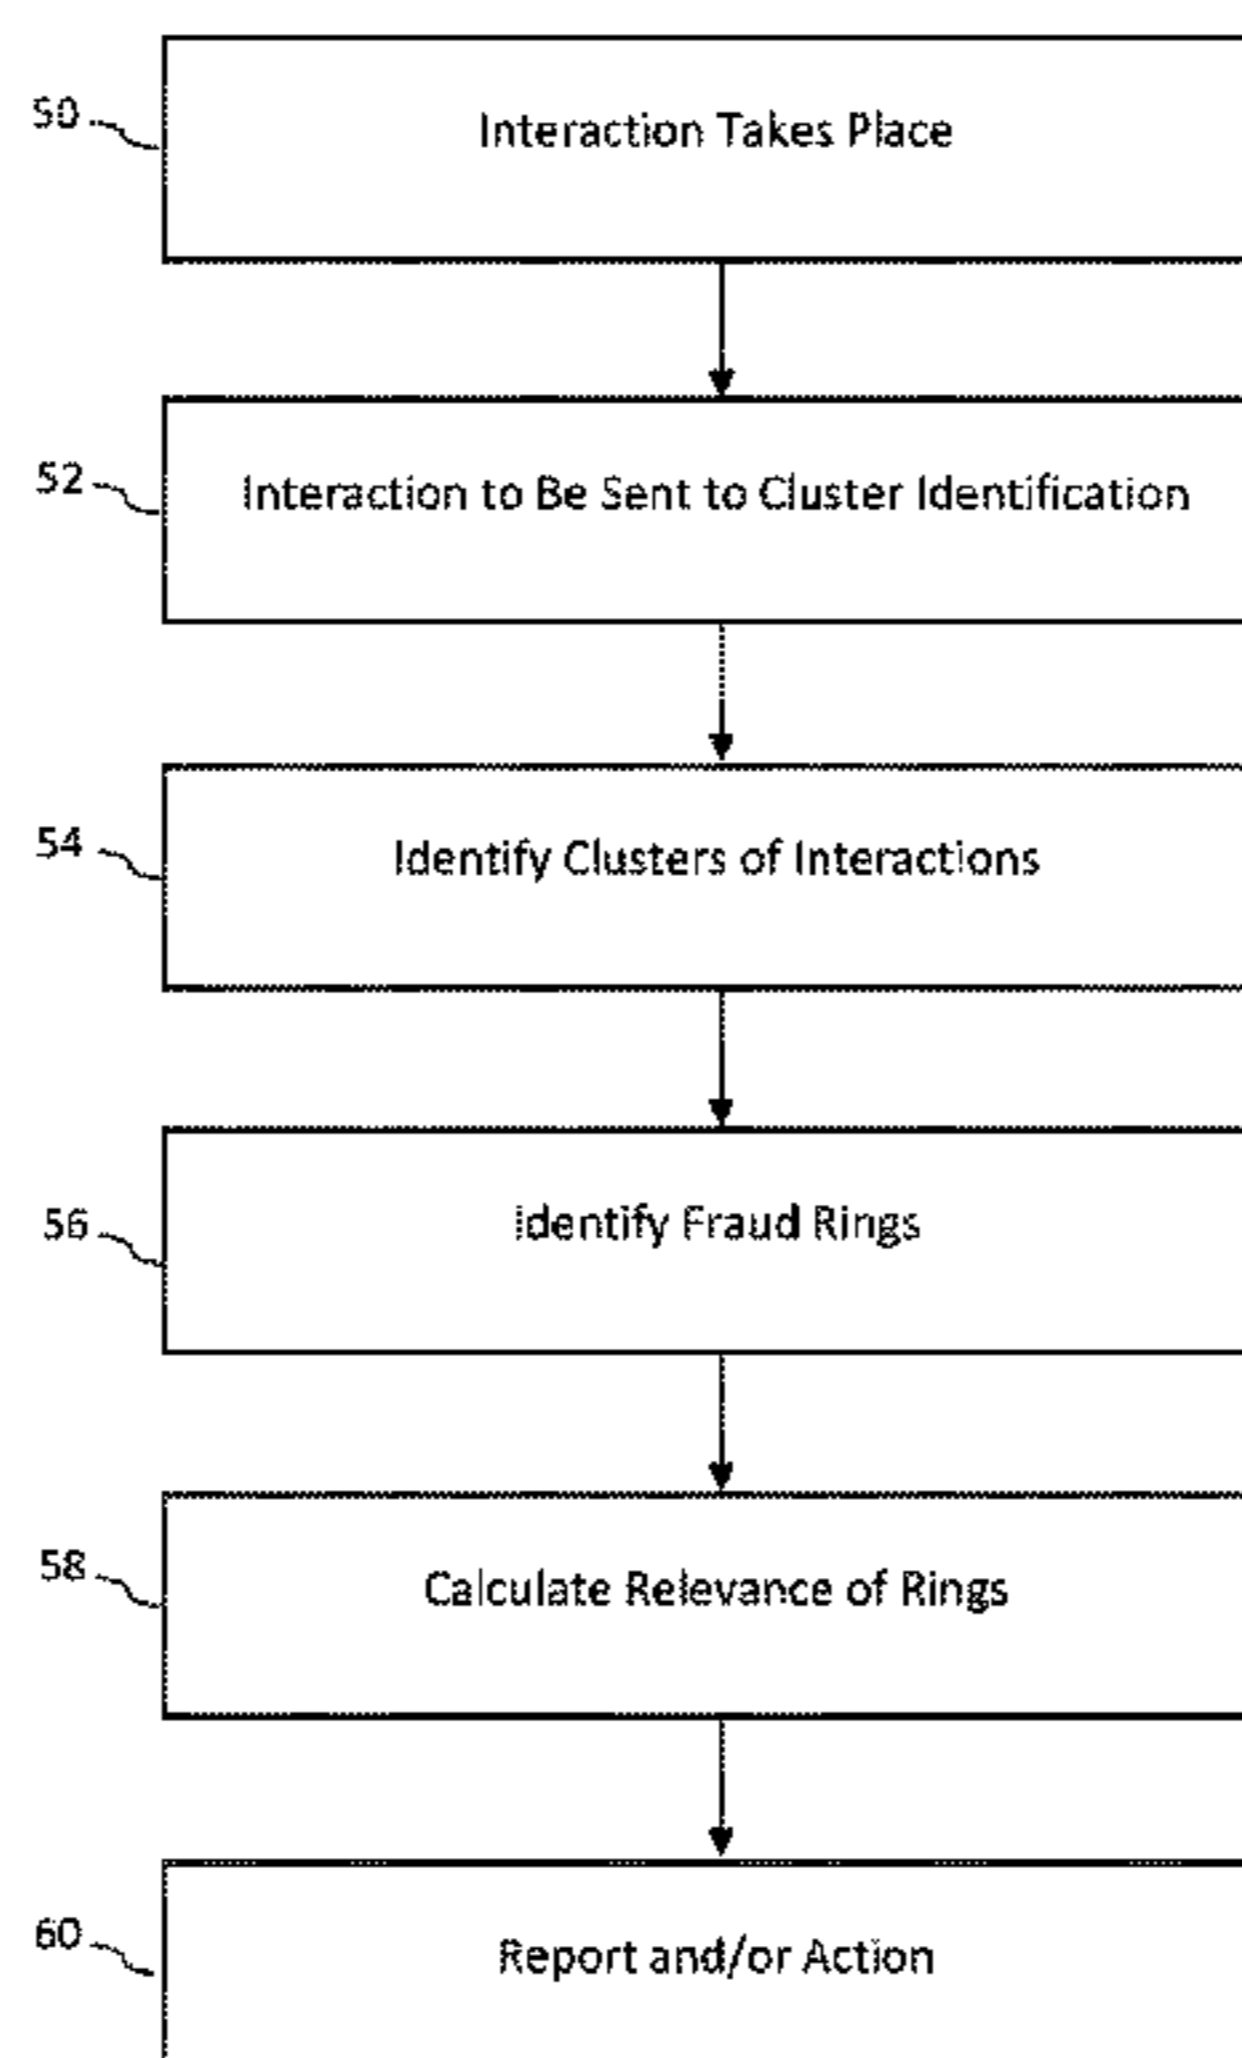 50
Interaction Takes Place
52
Interaction to Be Sent to Cluster Identification
54
Identify Clusters of Interactions
56
Identify Fraud Rings
58
Calculate Relevance of Rings
60
Report and/or Action